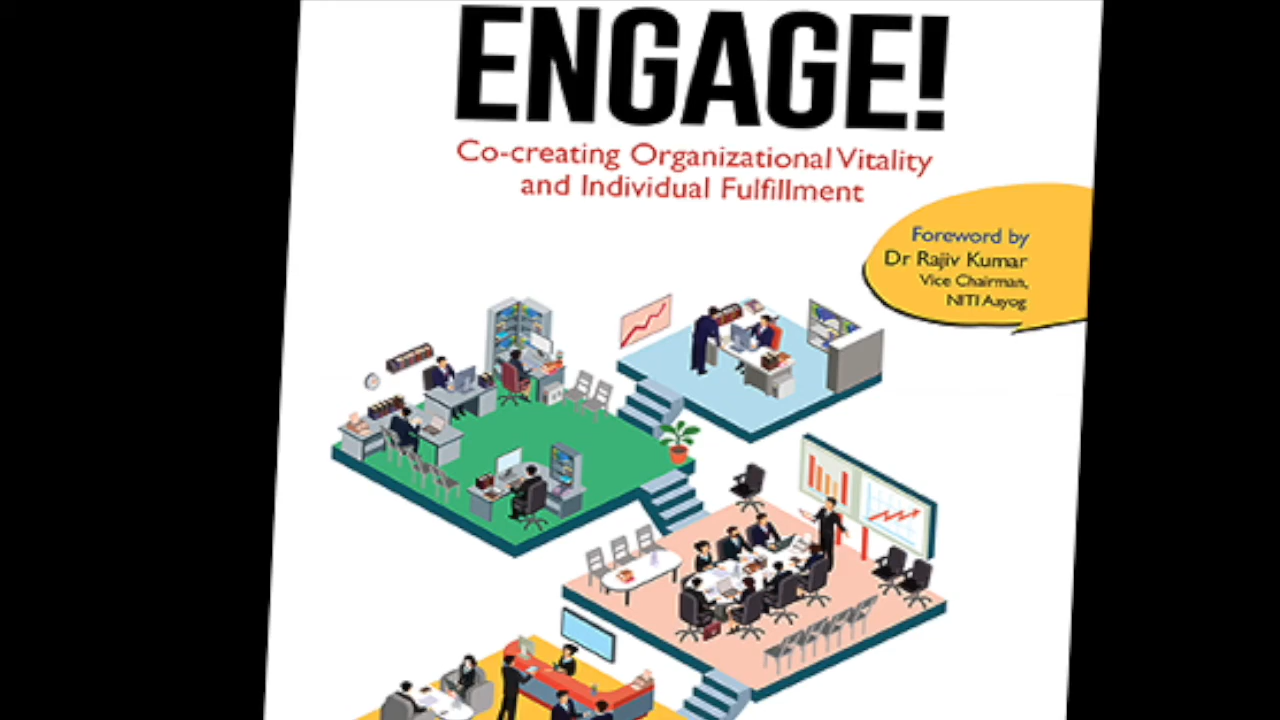 ENGAGE!
Co-creating Organizational Vitality
and Individual Fulfillment
Foreword by
Dr Rajiv Kumar
Vice Chairman,
NITI Aayog